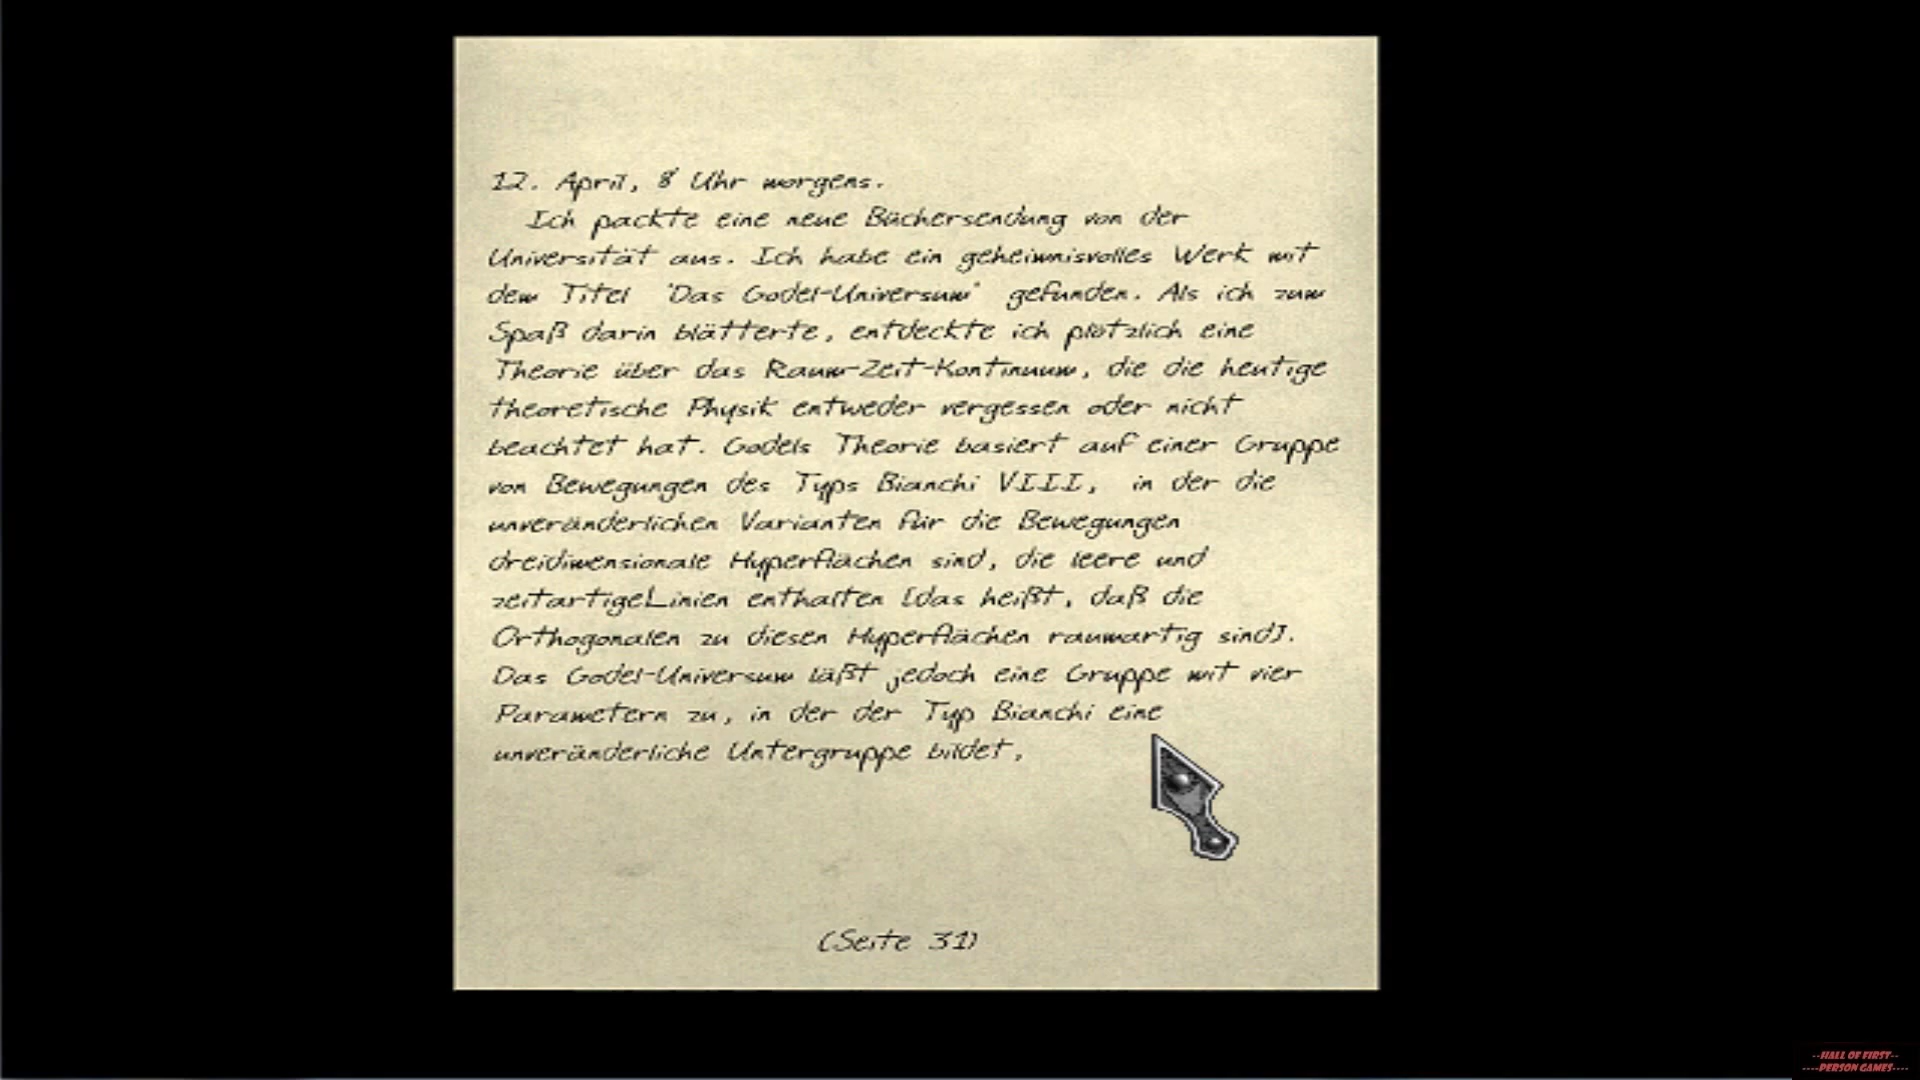 12. April, 8 Uhr morgens.
Ich packte eine neue Büchersendung von der
Universität aus. Ich habe ein geheimnisvolles Werk mit
dem Titel "Das Godel-Universum" gefunden. Als ich zum
Spaß darin blätterte, entdeckte ich plötzlich eine
Theorie über das Raum-Zeit-Kontinuum, die die heutige
theoretische Physik entweder vergessen oder nicht
beachtet hat. Godels Theorie basiert auf einer Gruppe
von Bewegungen des Typs Bianchi VIII, in der die
unveränderlichen Varianten für die Bewegungen
dreidimensionale Hyperflächen sind, die leere und
zeitartigeLinien enthalten [das heißt, daß die
Orthogonalen zu diesen Hyperflächen raumartig sind].
Das Godel-Universum läßt jedoch eine Gruppe mit vier
Parametern zu, in der der Typ Bianchi eine
unveränderliche Untergruppe bildet,
(Seite 31)
--HALL OF FIRST--
----PERSON GAMES----